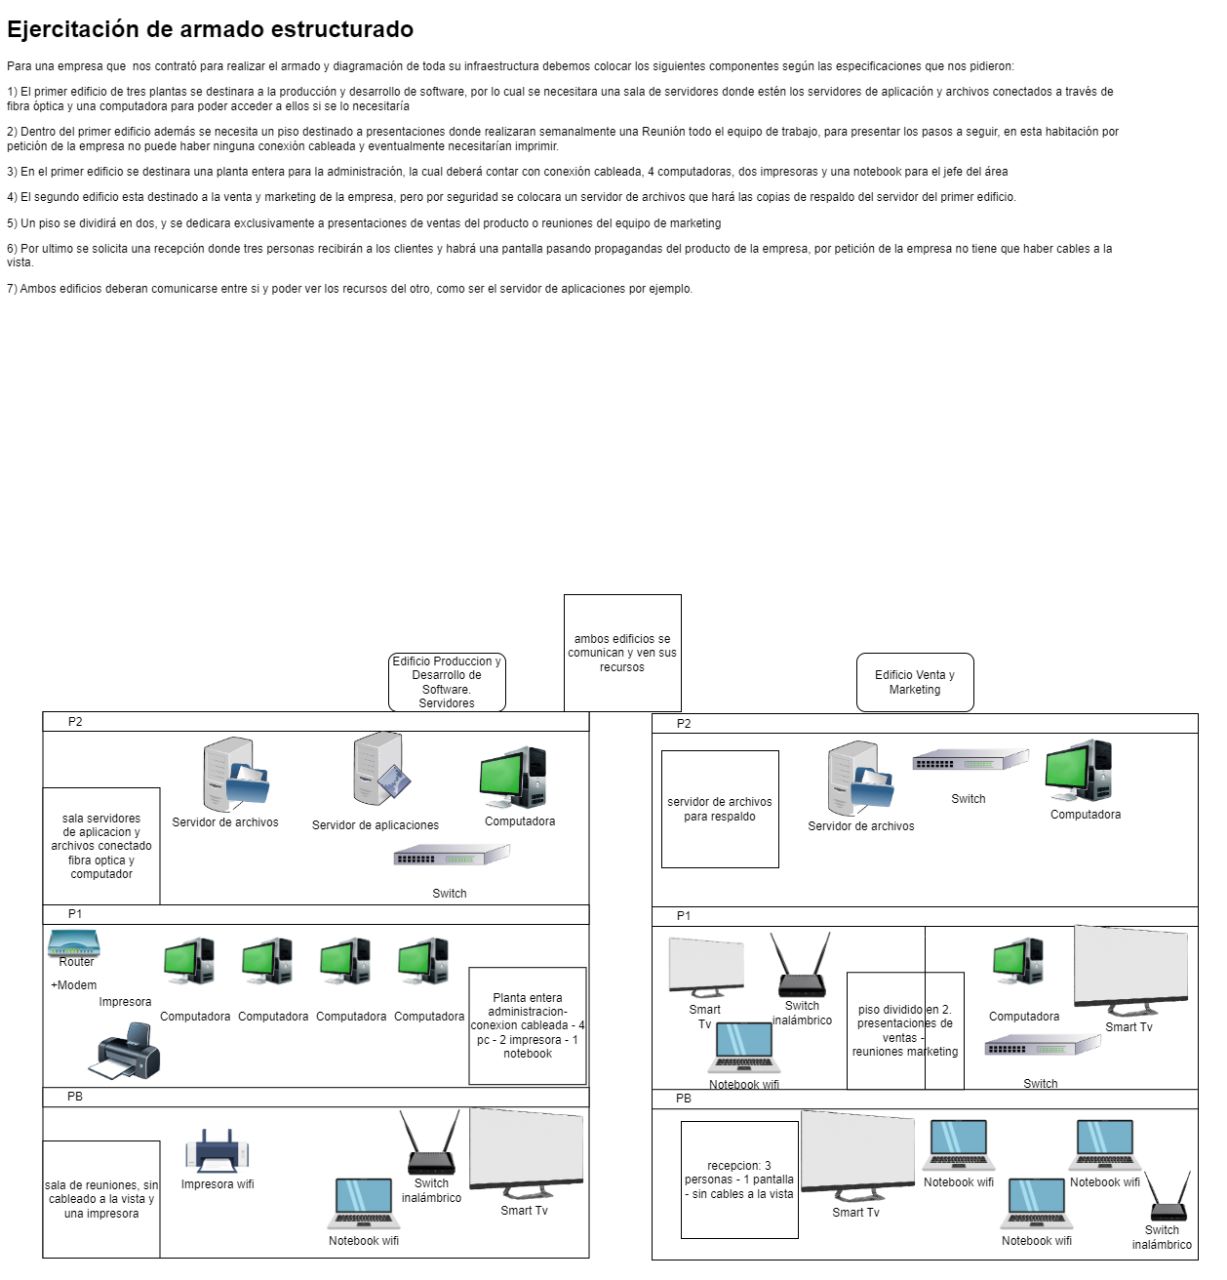 Ejercitación de armado estructurado
Para una empresa que  nos contrató para realizar el armado y diagramación de toda su infraestructura debemos colocar los siguientes componentes según las especificaciones que nos pidieron:
1) El primer edificio de tres plantas se destinara a la producción y desarrollo de software, por lo cual se necesitara una sala de servidores donde estén los servidores de aplicación y archivos conectados a través de
fibra óptica y una computadora para poder acceder a ellos si se lo necesitaría
2) Dentro del primer edificio además se necesita un piso destinado a presentaciones donde realizaran semanalmente una Reunión todo el equipo de trabajo, para presentar los pasos a seguir, en esta habitación por
petición de la empresa no puede haber ninguna conexión cableada y eventualmente necesitarían imprimir.
3) En el primer edificio se destinara una planta entera para la administración, la cual deberá contar con conexión cableada, 4 computadoras, dos impresoras y una notebook para el jefe del área
4) El segundo edificio esta destinado a la venta y marketing de la empresa, pero por seguridad se colocara un servidor de archivos que hará las copias de respaldo del servidor del primer edificio.
5) Un piso se dividirá en dos, y se dedicara exclusivamente a presentaciones de ventas del producto o reuniones del equipo de marketing
6) Por ultimo se solicita una recepción donde tres personas recibirán a los clientes y habrá una pantalla pasando propagandas del producto de la empresa, por petición de la empresa no tiene que haber cables a la
vista.
7) Ambos edificios deberan comunicarse entre si y poder ver los recursos del otro, como ser el servidor de aplicaciones por ejemplo.
ambos edificios se
comunican y ven sus
recursos
Edificio Produccion y
Desarrollo de
Software.
Servidores
Edificio Venta y
Marketing
P2
sala servidores
de aplicacion y
archivos conectado
fibra optica y
computador
Servidor de archivos
Servidor de aplicaciones
Computadora
Switch
P1
Router
+Modem
Impresora
Computadora
Computadora
Computadora
Computadora
Planta entera
administracion-
conexion cableada - 4
pc - 2 impresora - 1
notebook
PB
sala de reuniones, sin
cableado a la vista y
una impresora
Impresora wifi
Notebook wifi
Switch
inalámbrico
Smart Tv
P2
servidor de archivos
para respaldo
Servidor de archivos
Switch
Computadora
P1
Smart
Tv
Switch
inalámbrico
Notebook wifi
piso dividido en 2.
presentaciones de
ventas -
reuniones marketing
Computadora
Smart Tv
Switch
PB
recepcion: 3
personas - 1 pantalla
- sin cables a la vista
Smart Tv
Notebook wifi
Notebook wifi
Notebook wifi
Switch
inalámbrico